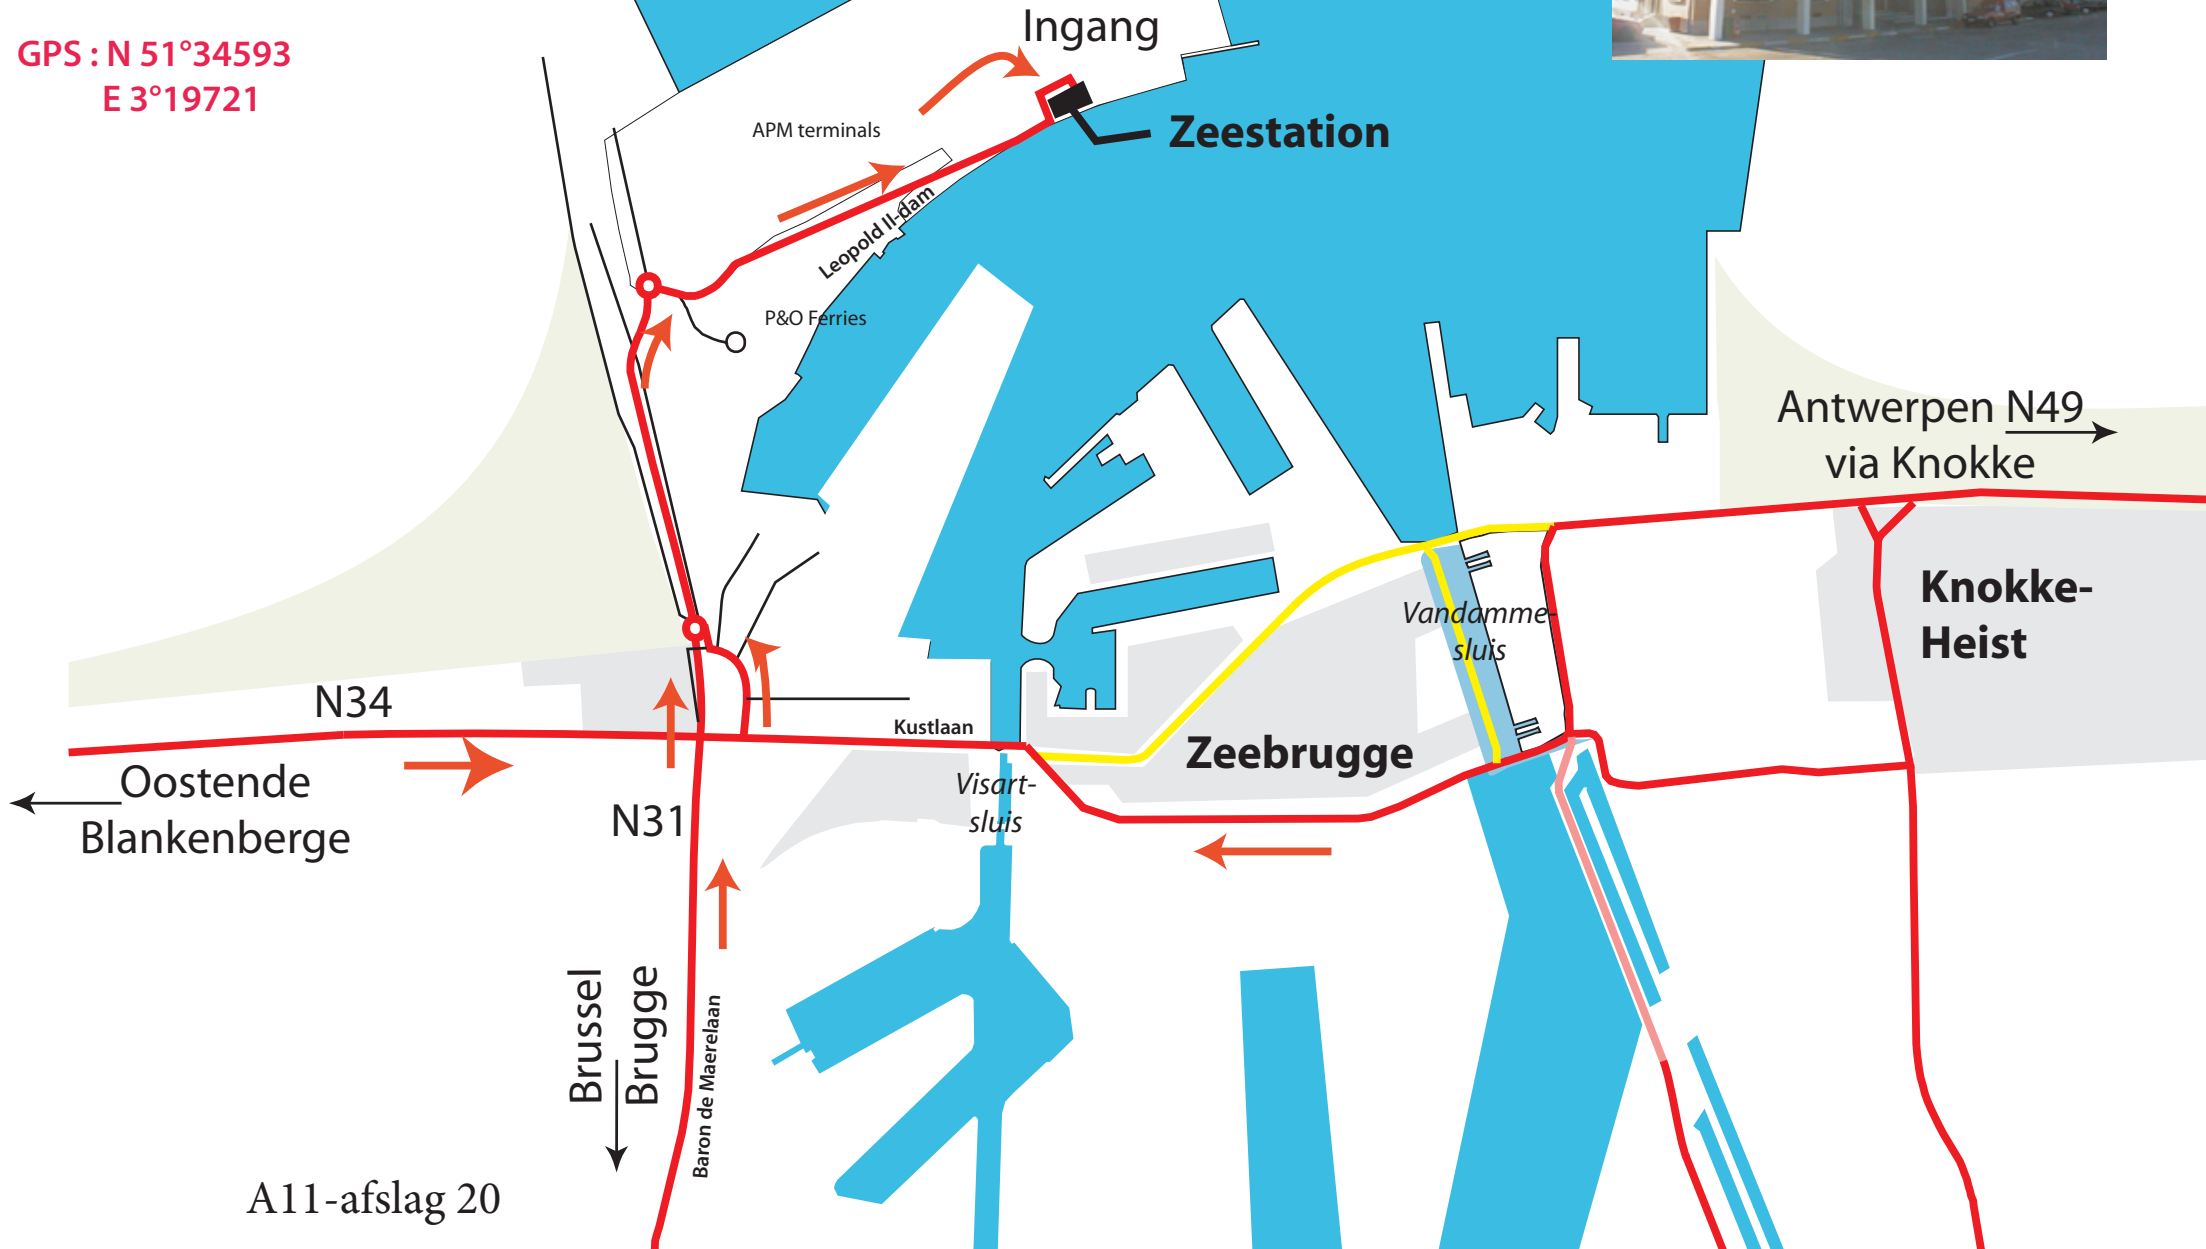 Ingang
GPS : N 51°34593
E 3°19721
APM terminals
Zeestation
Leopold II-dam
P&O Ferries
Antwerpen N49
via Knokke
Knokke-
Heist
Vandamme-
sluis
N34
Kustlaan
Zeebrugge
Oostende
Blankenberge
Visart-
sluis
N31
Brussel
Brugge
Baron de Maerelaan
A11-afslag 20